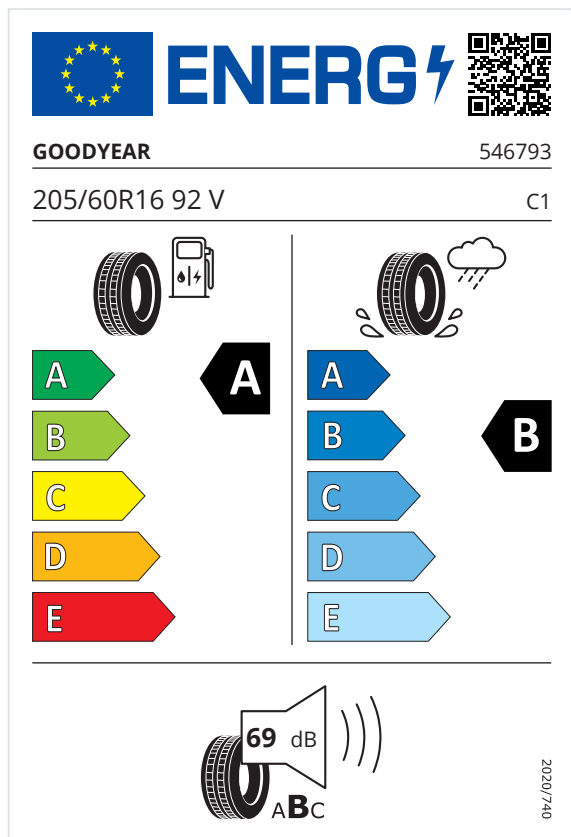 ENERG
GOODYEAR 546793
205/60R16 92 V C1
A A A
B B B
C C
D D
E E
69 dB
ABC
2020/740